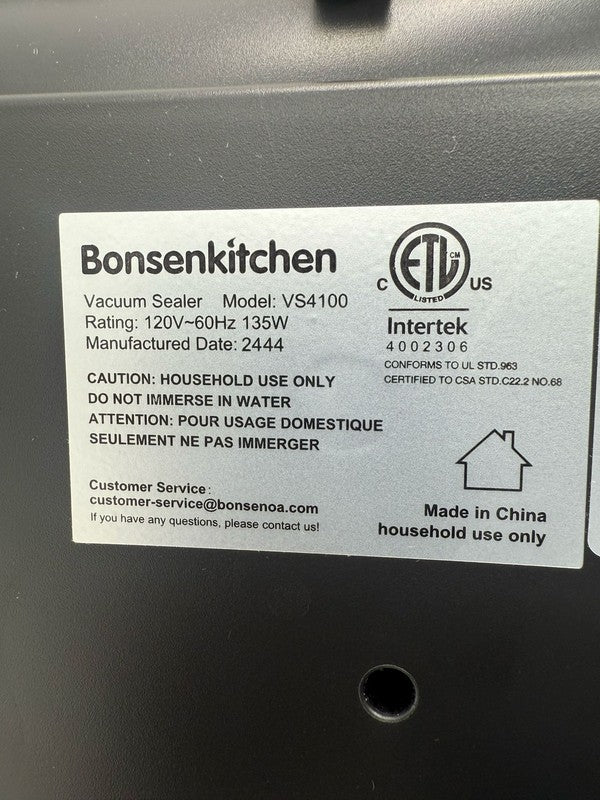 Bonsenkitchen
Vacuum Sealer Model: VS4100
Rating: 120V~60Hz 135W
Manufactured Date: 2444
CAUTION: HOUSEHOLD USE ONLY
DO NOT IMMERSE IN WATER
ATTENTION: POUR USAGE DOMESTIQUE
SEULEMENT NE PAS IMMERGER
Customer Service:
customer-service@bonsenoa.com
If you have any questions, please contact us!
ETL CM
C US
LISTED
Intertek
4002306
CONFORMS TO UL STD.963
CERTIFIED TO CSA STD.C22.2 NO.68
Made in China
household use only